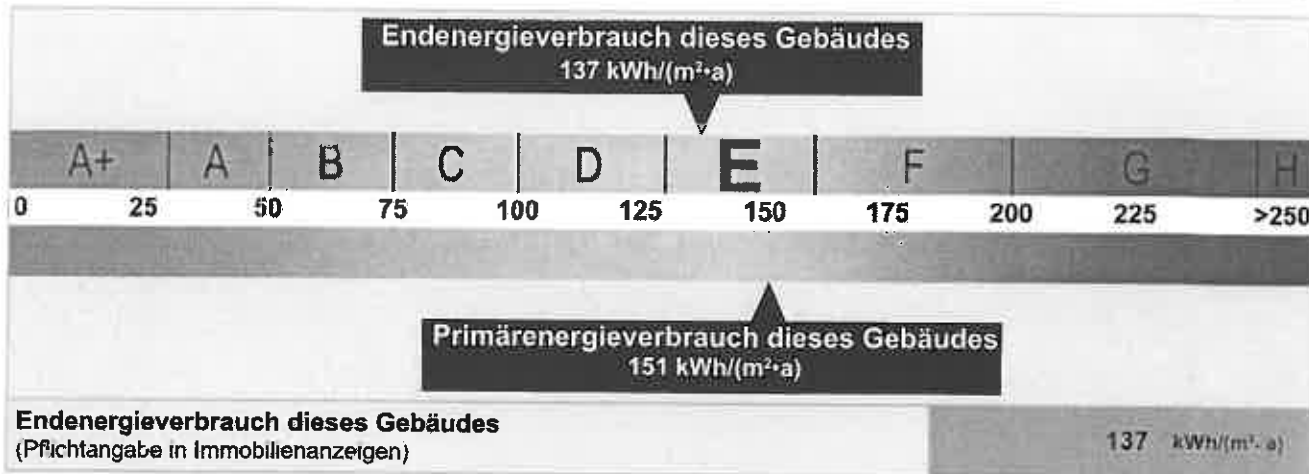 Endenergieverbrauch dieses Gebäudes
137 kWh/(m²·a)
A+ A B C D E F G H
0 25 50 75 100 125 150 175 200 225 >250
Primärenergieverbrauch dieses Gebäudes
151 kWh/(m²·a)
Endenergieverbrauch dieses Gebäudes
(Pflichtangabe in Immobilienanzeigen)
137 kWh/(m²·a)